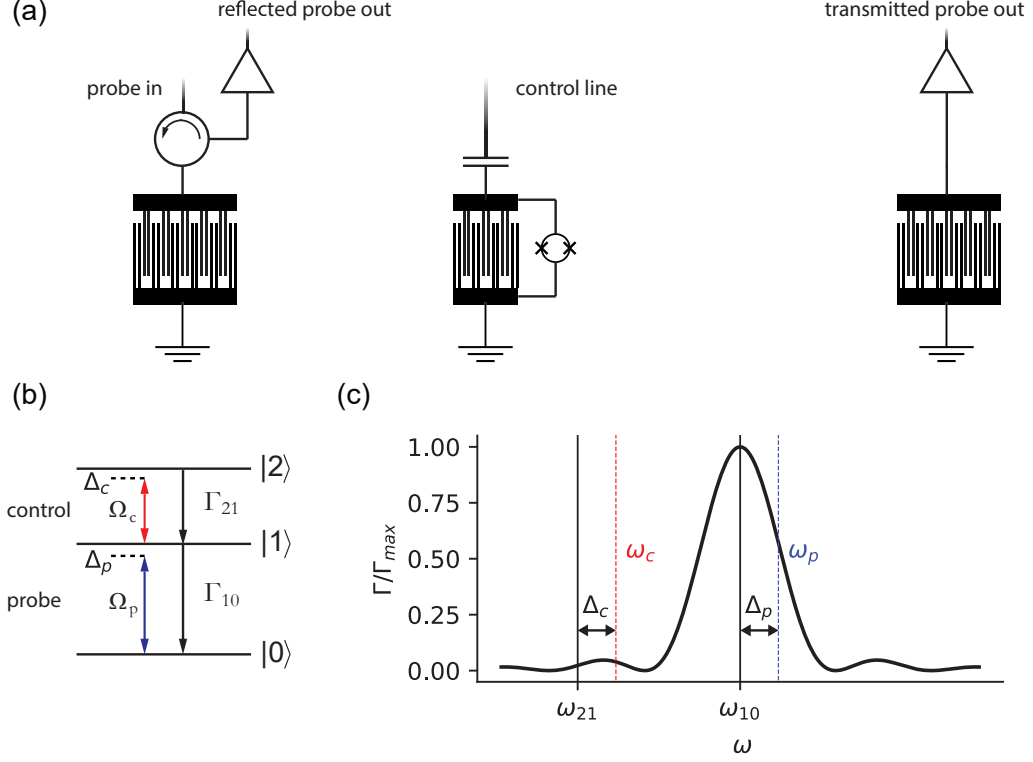 (a)
reflected probe out
transmitted probe out
probe in
control line
(b)
(c)
|2⟩
Δc
control
Ωc
Γ21
|1⟩
Δp
probe
Ωp
Γ10
|0⟩
1.00
0.75
0.50
0.25
0.00
Γ/Γmax
ωc
ωp
Δc
Δp
ω21
ω10
ω